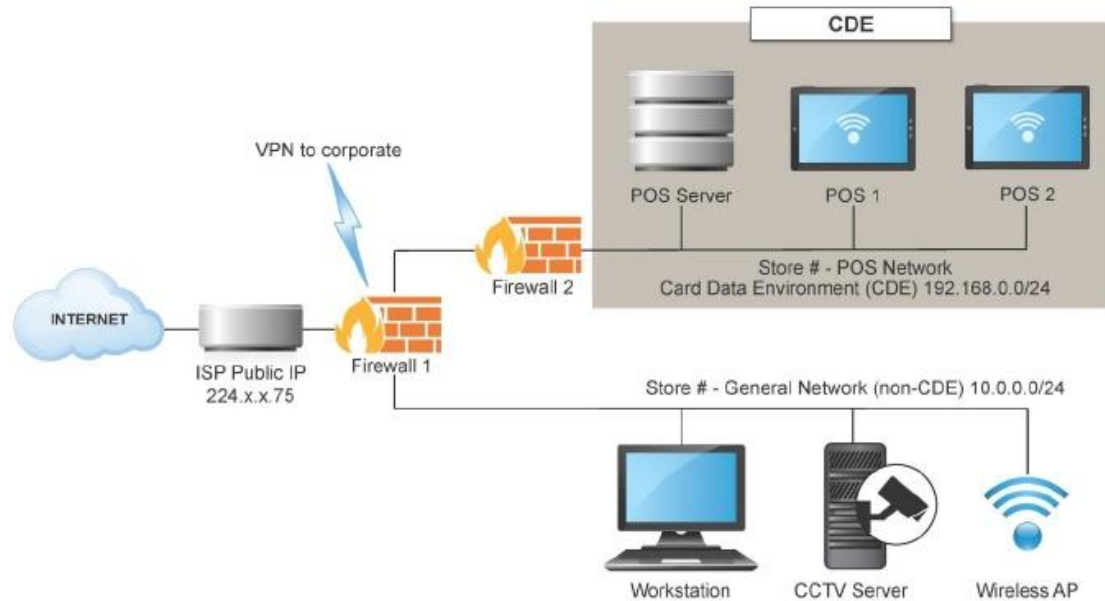 CDE
POS Server
POS 1
POS 2
Store # - POS Network
Card Data Environment (CDE) 192.168.0.0/24
VPN to corporate
Firewall 2
INTERNET
ISP Public IP
224.x.x.75
Firewall 1
Store # - General Network (non-CDE) 10.0.0.0/24
Workstation
CCTV Server
Wireless AP